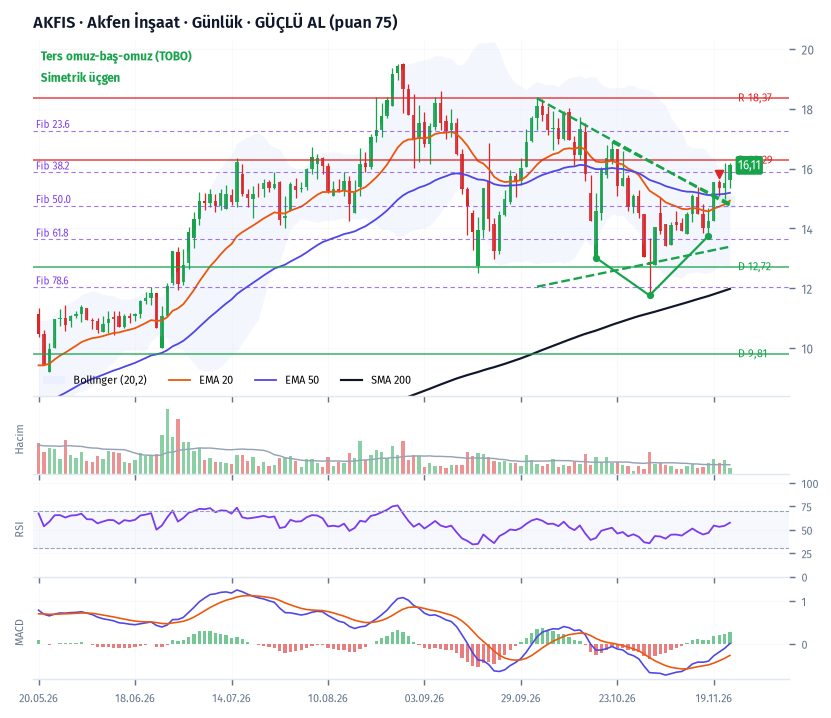 AKFIS · Akfen İnşaat · Günlük · GÜÇLÜ AL (puan 75)
Ters omuz-baş-omuz (TOBO)
Simetrik üçgen
20
R 18,37
18
Fib 23.6
Fib 38.2
16,11
29
16
Fib 50.0
14
Fib 61.8
D 12,72
Fib 78.6
12
10
D 9,81
Bollinger (20,2)
EMA 20
EMA 50
SMA 200
Hacim
RSI
100
75
50
25
0
MACD
1
0
20.05.26
18.06.26
14.07.26
10.08.26
03.09.26
29.09.26
23.10.26
19.11.26